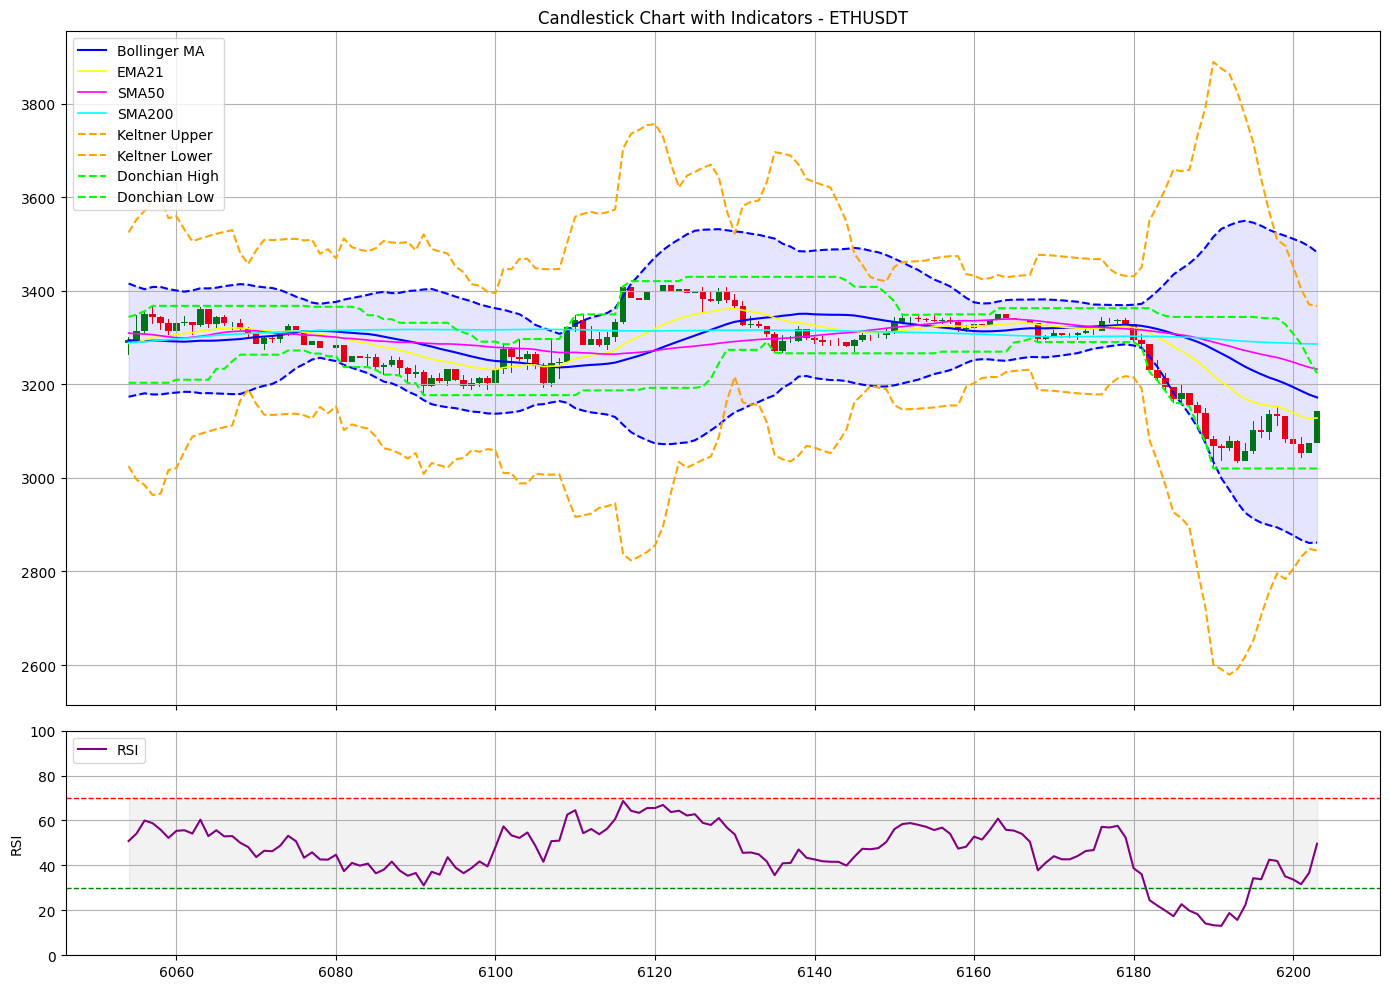 Candlestick Chart with Indicators - ETHUSDT
Bollinger MA
EMA21
SMA50
SMA200
Keltner Upper
Keltner Lower
Donchian High
Donchian Low
3800
3600
3400
3200
3000
2800
2600
RSI
100
80
60
40
20
0
RSI
6060
6080
6100
6120
6140
6160
6180
6200